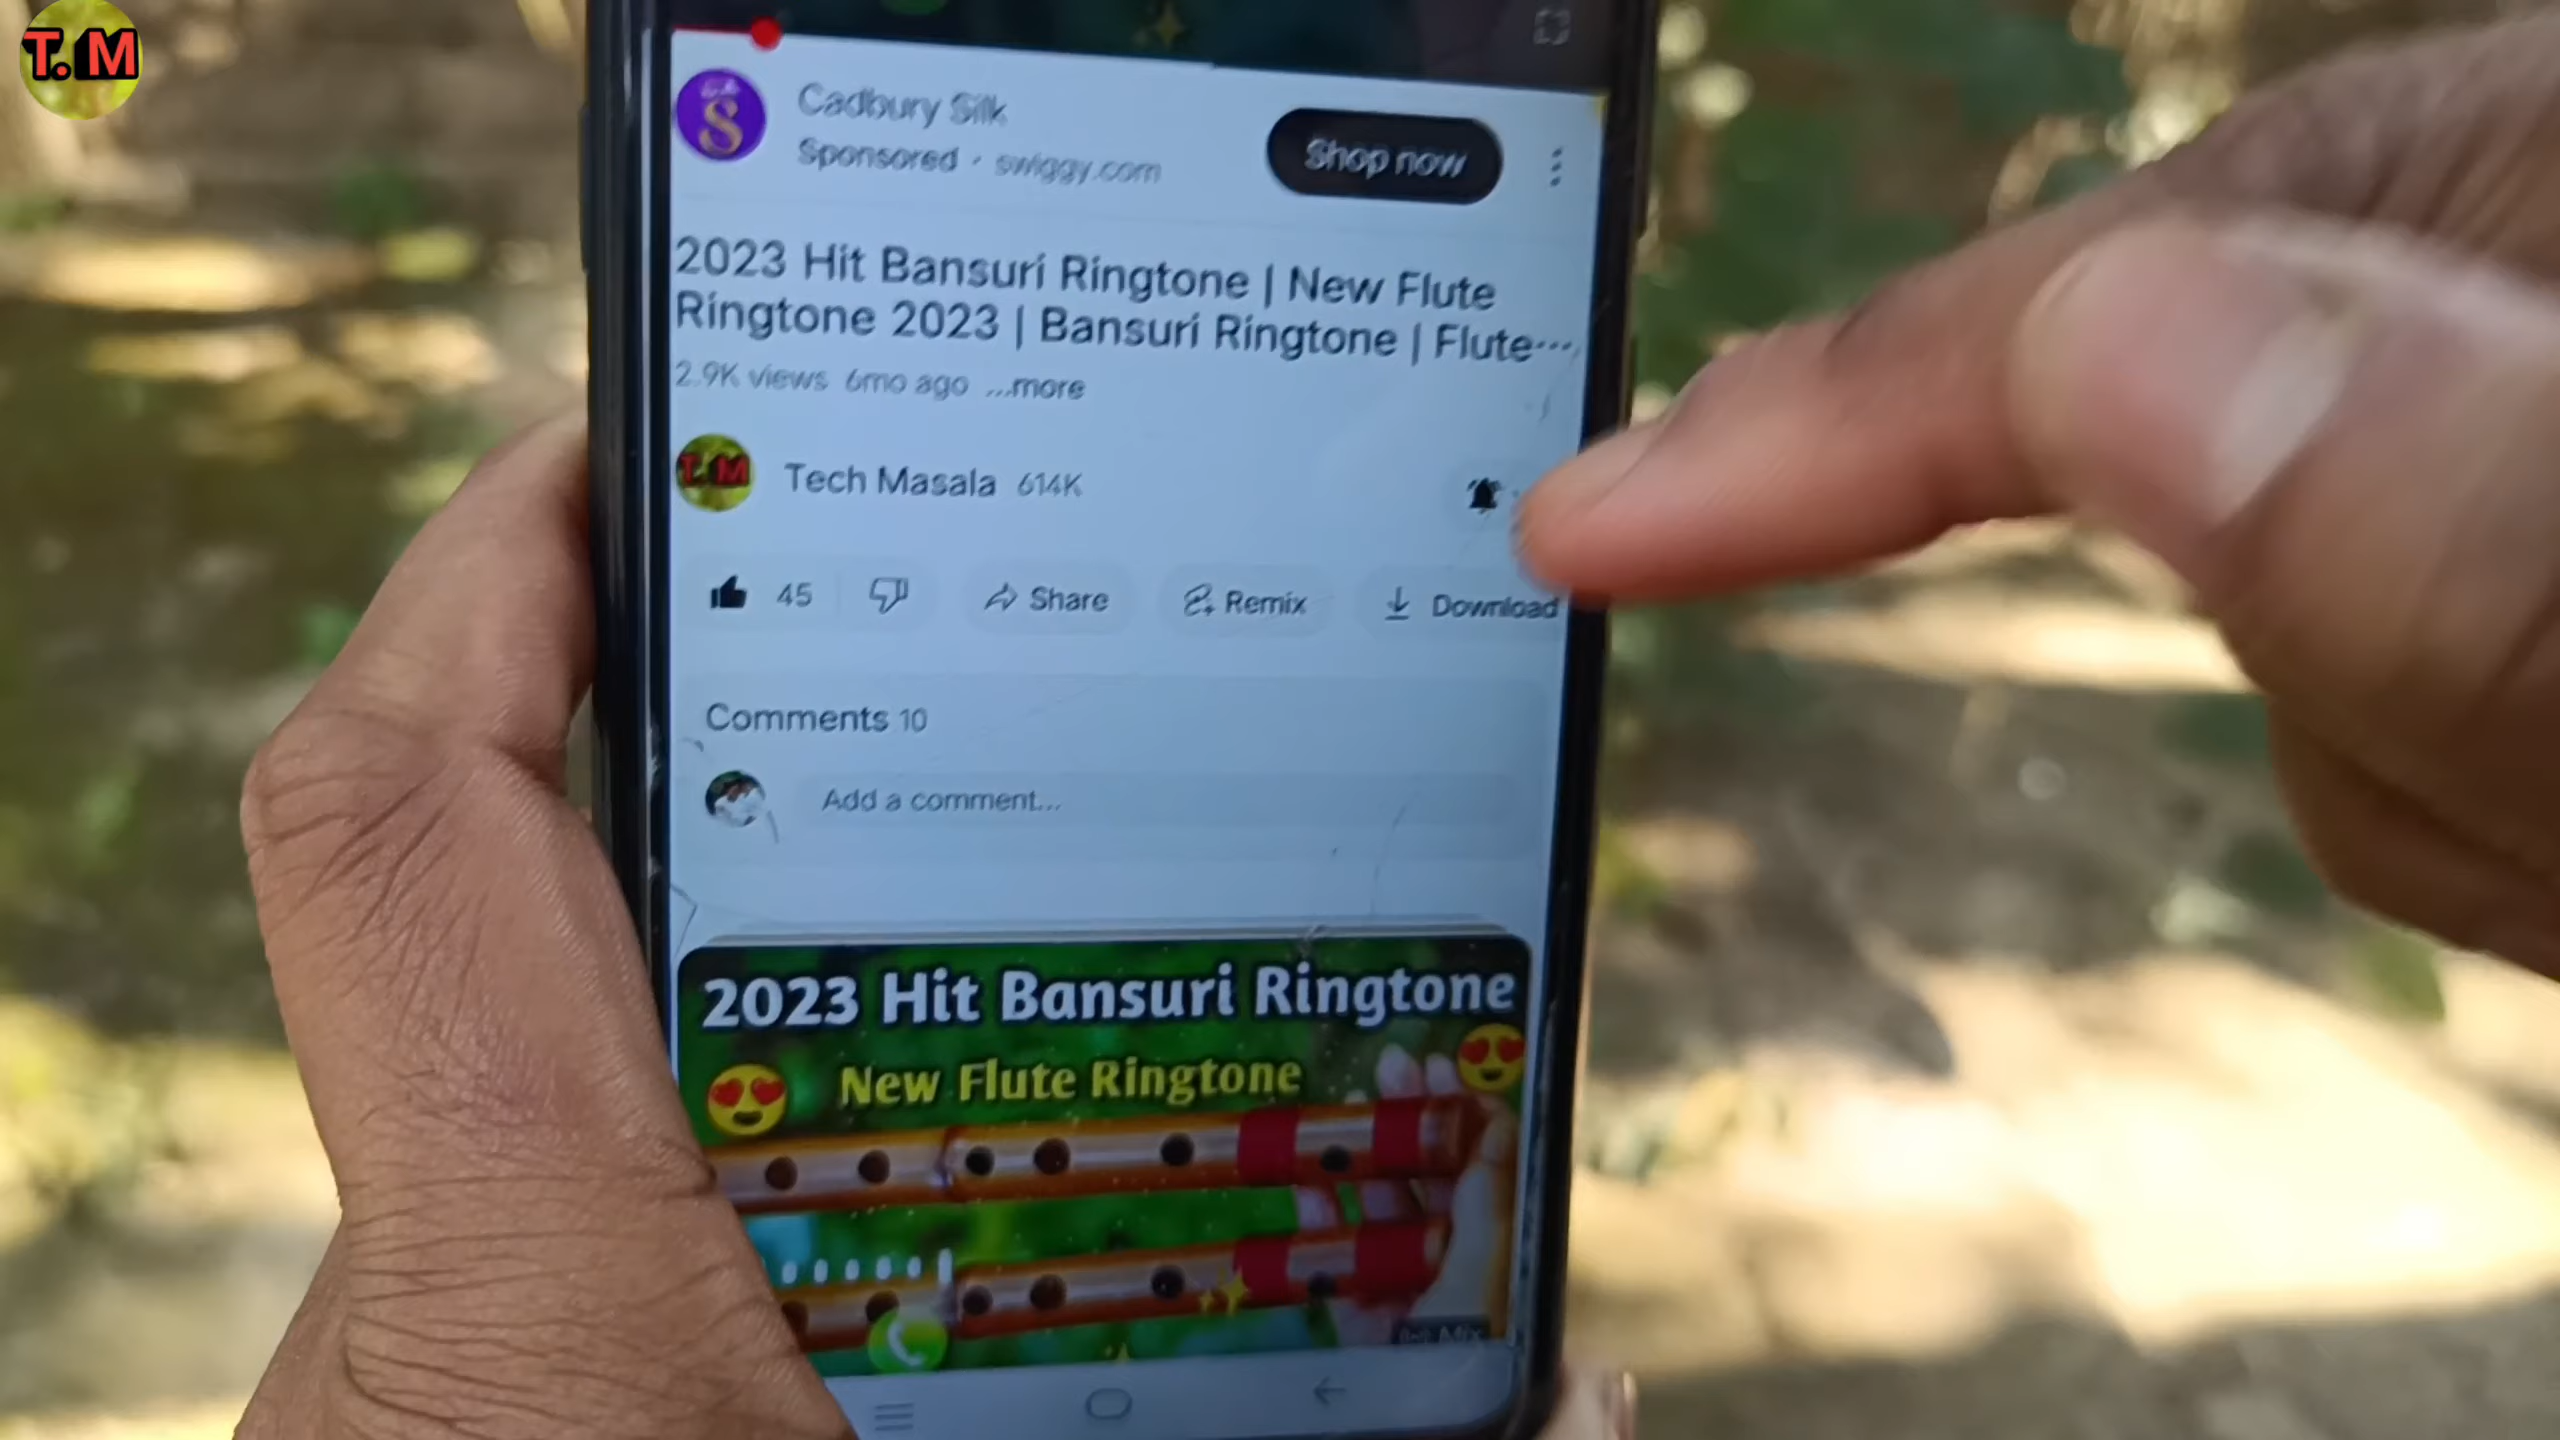 T. M
Cadbury Silk
Sponsored · swiggy.com
Shop now
2023 Hit Bansuri Ringtone | New Flute
Ringtone 2023 | Bansuri Ringtone | Flute...
2.9K views 6mo ago ...more
T. M
Tech Masala 614K
45
Share
Remix
Download
Comments 10
Add a comment...
2023 Hit Bansuri Ringtone
New Flute Ringtone
Mix